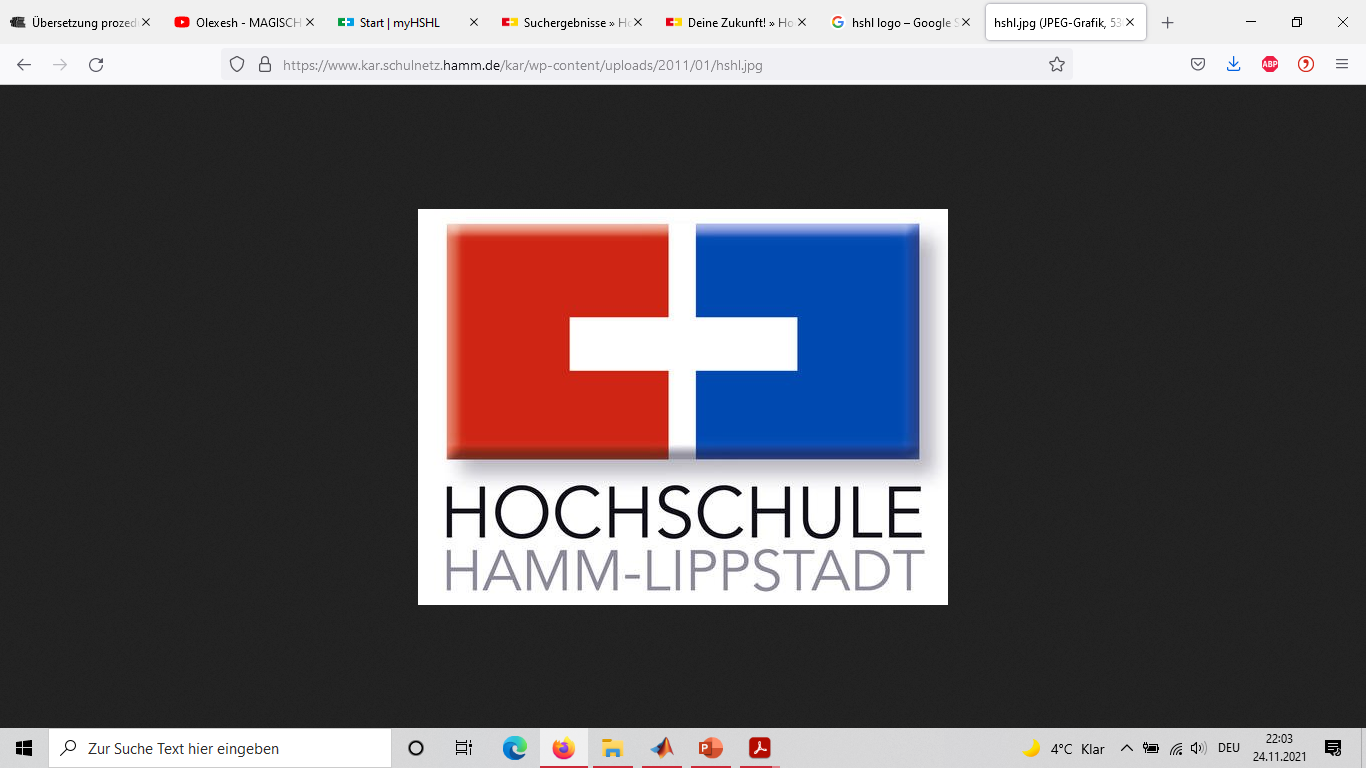 Übersetzung prozed
Olexesh - MAGISCH
Start | myHSHL
Suchergebnisse » Ho
Deine Zukunft! » Ho
hshl logo – Google S
hshl.jpg (JPEG-Grafik, 53
https://www.kar.schulnetz.hamm.de/kar/wp-content/uploads/2011/01/hshl.jpg
ABP
HOCHSCHULE
HAMM-LIPPSTADT
Zur Suche Text hier eingeben
4°C Klar
DEU
22:03
24.11.2021